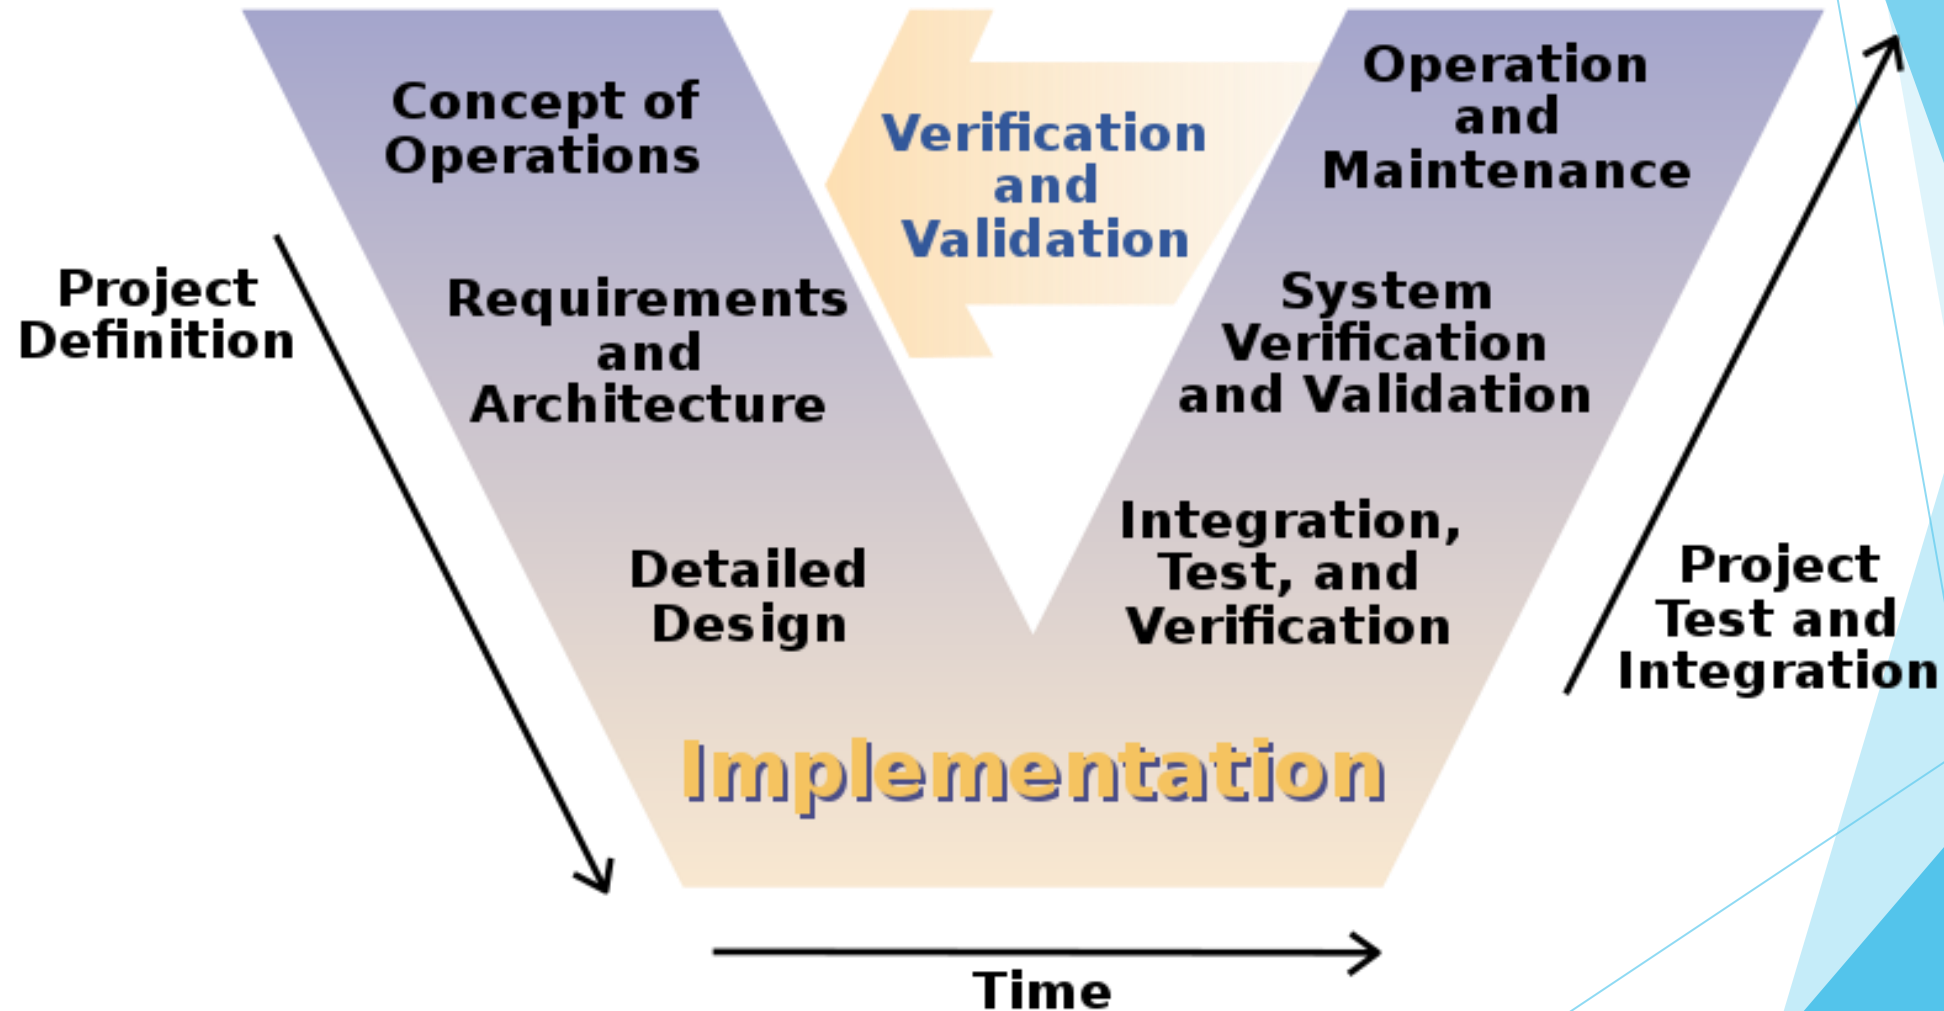 Concept of
Operations
Verification
and
Validation
Operation
and
Maintenance
Project
Definition
Requirements
and
Architecture
System
Verification
and Validation
Detailed
Design
Integration,
Test, and
Verification
Project
Test and
Integration
Implementation
Time